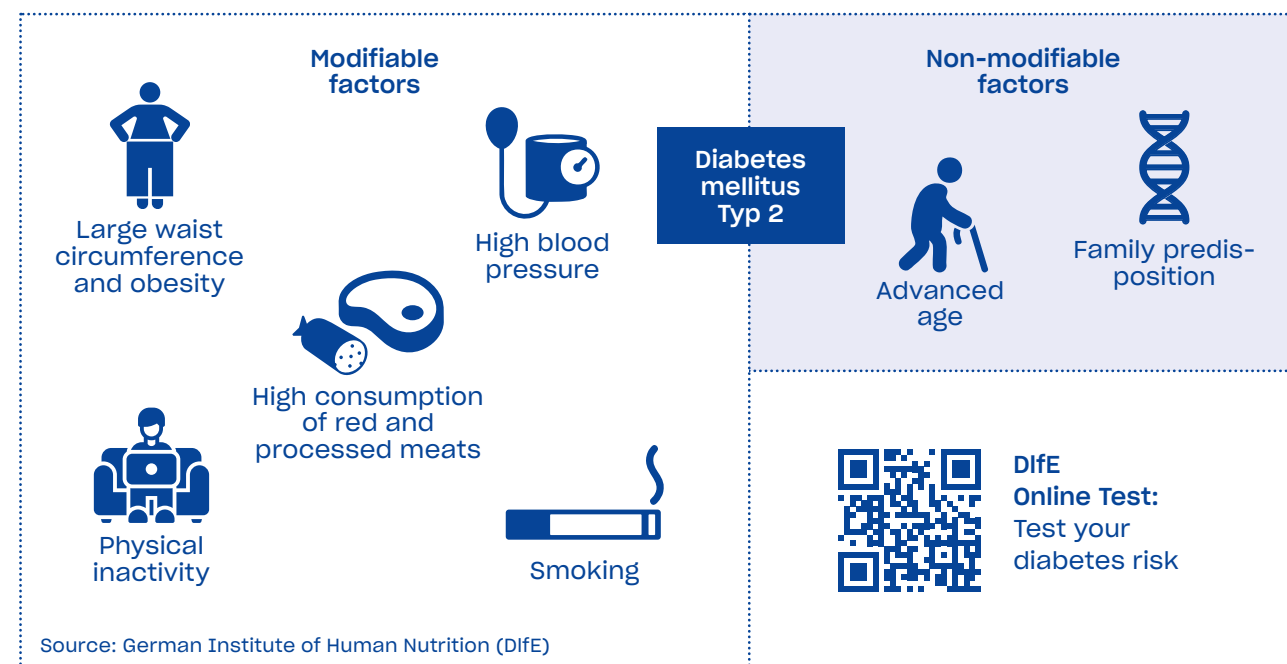 Modifiable
factors
Large waist
circumference
and obesity
High blood
pressure
High consumption
of red and
processed meats
Physical
inactivity
Smoking
Source: German Institute of Human Nutrition (DIfE)
Diabetes
mellitus
Typ 2
Non-modifiable
factors
Advanced
age
Family predis-
position
DIfE
Online Test:
Test your
diabetes risk